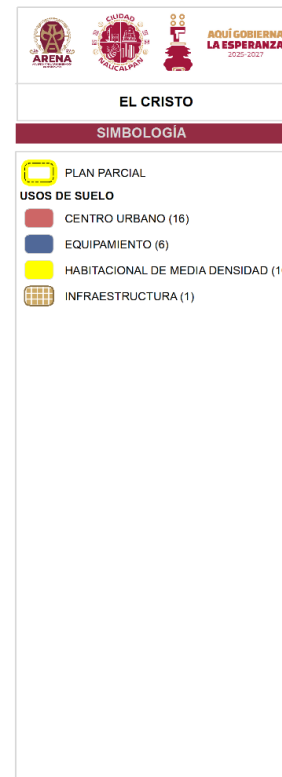 ARENA
CIUDAD
NAUCALPAN
AQUÍ GOBIERNA
LA ESPERANZA
2025-2027
EL CRISTO
SIMBOLOGÍA
PLAN PARCIAL
USOS DE SUELO
CENTRO URBANO (16)
EQUIPAMIENTO (6)
HABITACIONAL DE MEDIA DENSIDAD (1
INFRAESTRUCTURA (1)